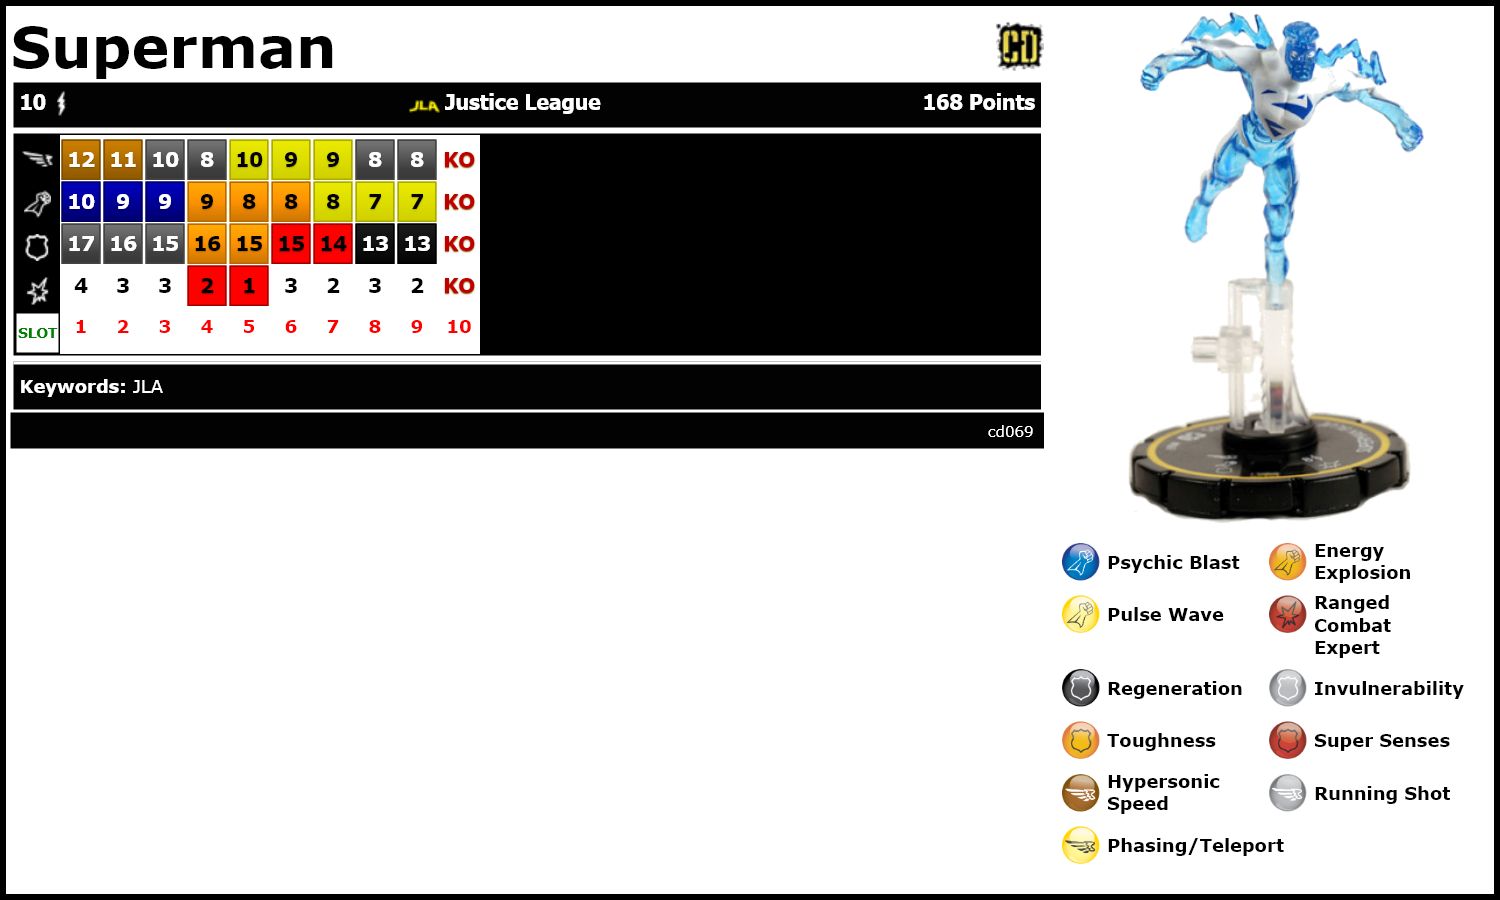 Superman
CD
10 JLA Justice League 168 Points
12 11 10 8 10 9 9 8 8 KO
10 9 9 9 8 8 8 7 7 KO
17 16 15 16 15 15 14 13 13 KO
4 3 3 2 1 3 2 3 2 KO
SLOT 1 2 3 4 5 6 7 8 9 10
Keywords: JLA
cd069
Psychic Blast
Energy
Explosion
Pulse Wave
Ranged
Combat
Expert
Regeneration
Invulnerability
Toughness
Super Senses
Hypersonic
Speed
Running Shot
Phasing/Teleport